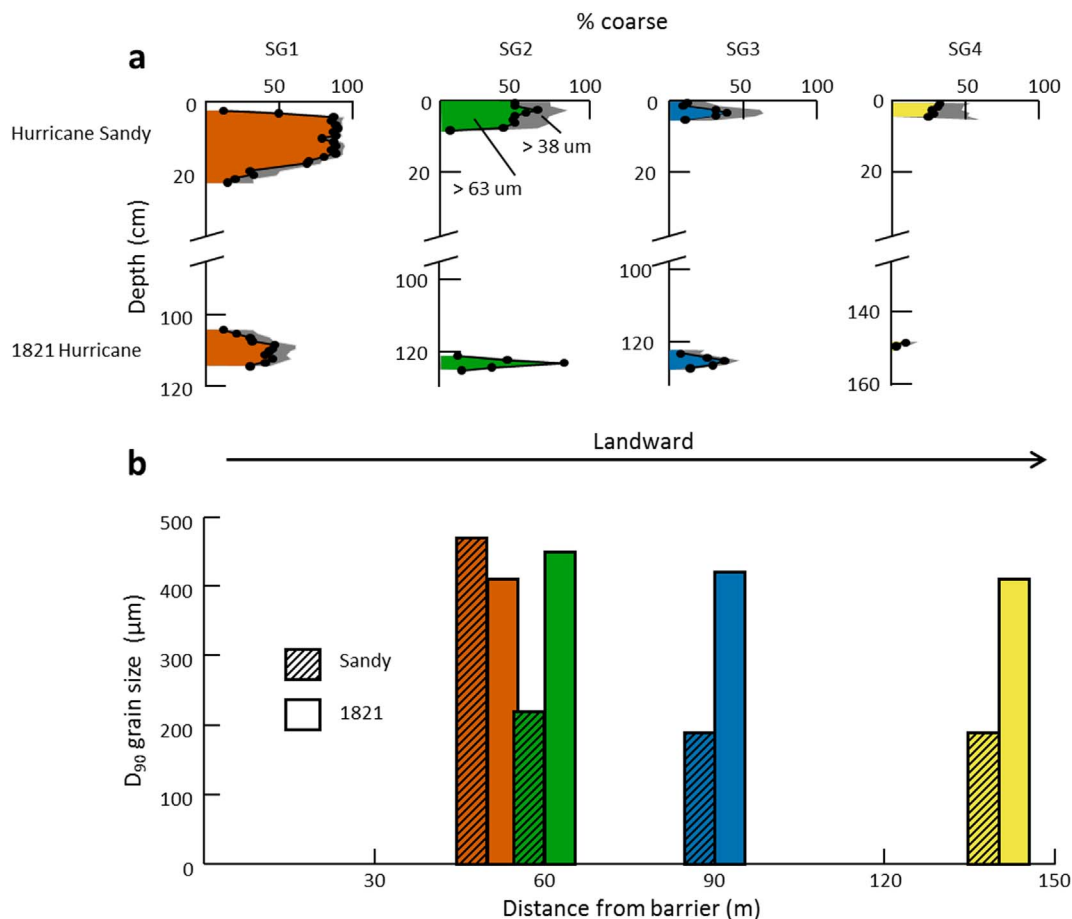 % coarse
a
SG1 SG2 SG3 SG4
50 100 50 100 50 100 50 100
0 0 0 0
Hurricane Sandy
> 38 um
20 20 20
> 63 um
20
Depth (cm)
100 100 100 140
1821 Hurricane
120 120 120 160
Landward
b
500
400
300
200
100
0
D90 grain size (µm)
Sandy
1821
30 60 90 120 150
Distance from barrier (m)